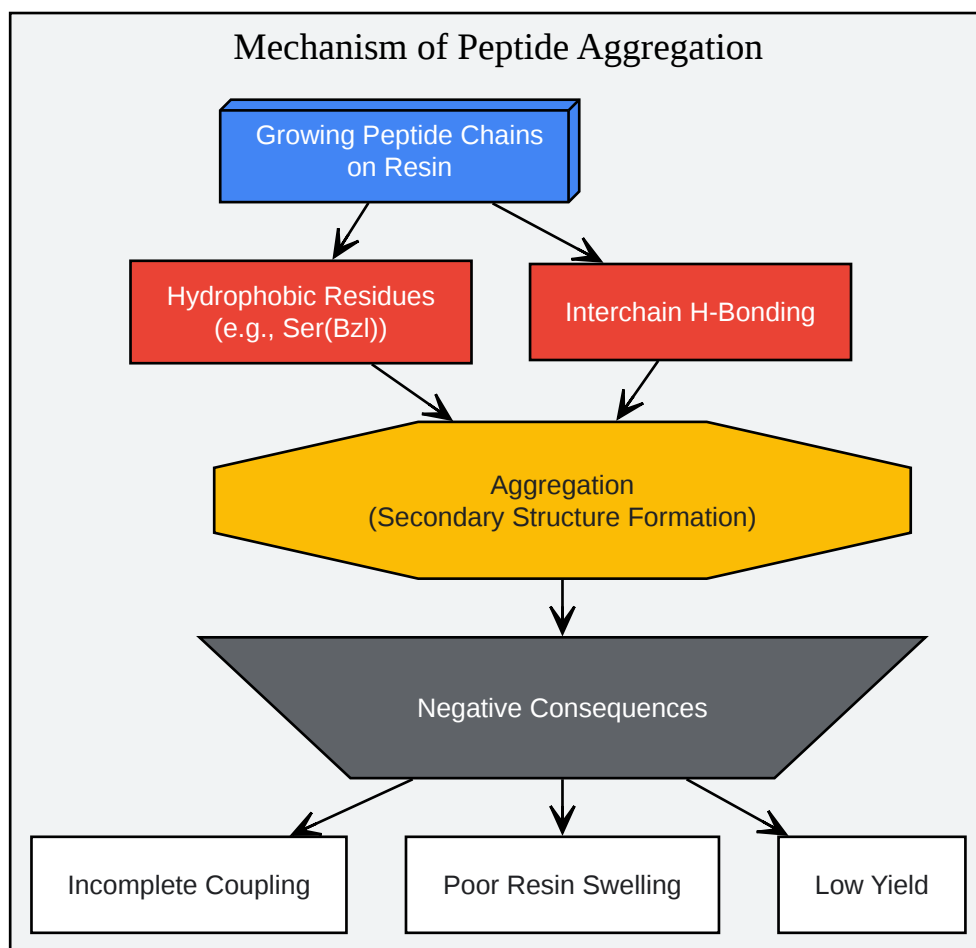 Mechanism of Peptide Aggregation
Growing Peptide Chains
on Resin
Hydrophobic Residues
(e.g., Ser(Bzl))
Interchain H-Bonding
Aggregation
(Secondary Structure Formation)
Negative Consequences
Incomplete Coupling
Poor Resin Swelling
Low Yield